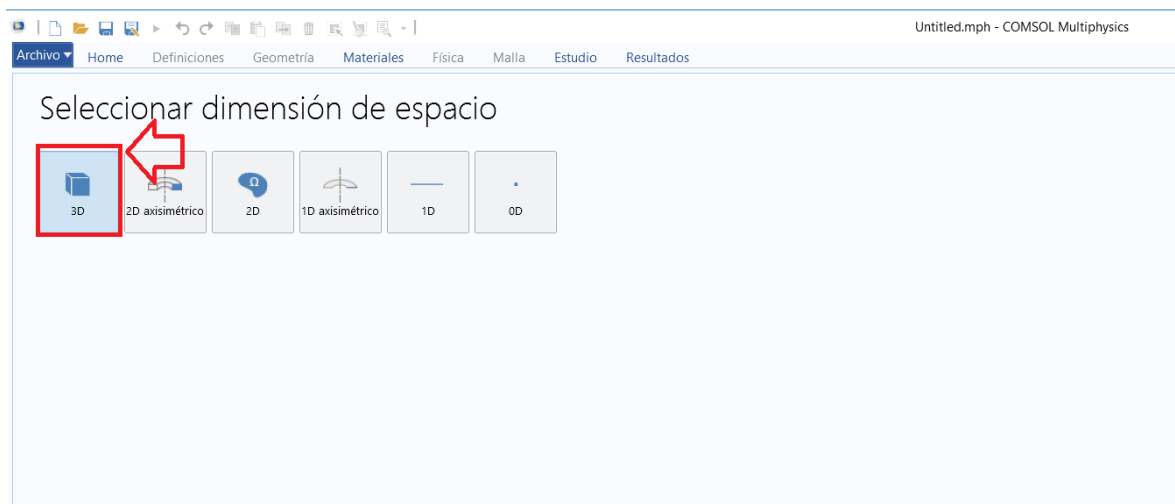 Untitled.mph - COMSOL Multiphysics
Archivo Home Definiciones Geometría Materiales Física Malla Estudio Resultados
Seleccionar dimensión de espacio
3D 2D axisimétrico 2D 1D axisimétrico 1D 0D